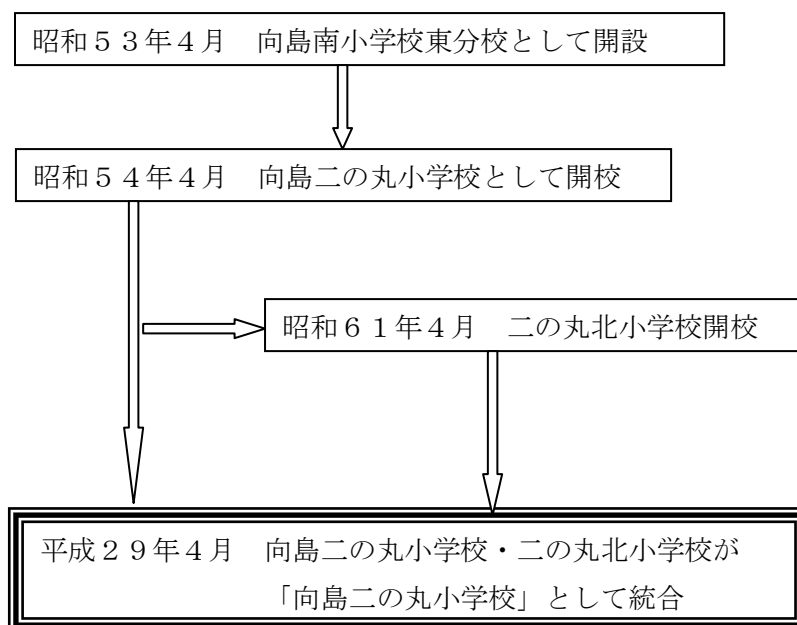 昭和５３年４月　向島南小学校東分校として開設
昭和５４年４月　向島二の丸小学校として開校
昭和６１年４月　二の丸北小学校開校
平成２９年４月　向島二の丸小学校・二の丸北小学校が
「向島二の丸小学校」として統合